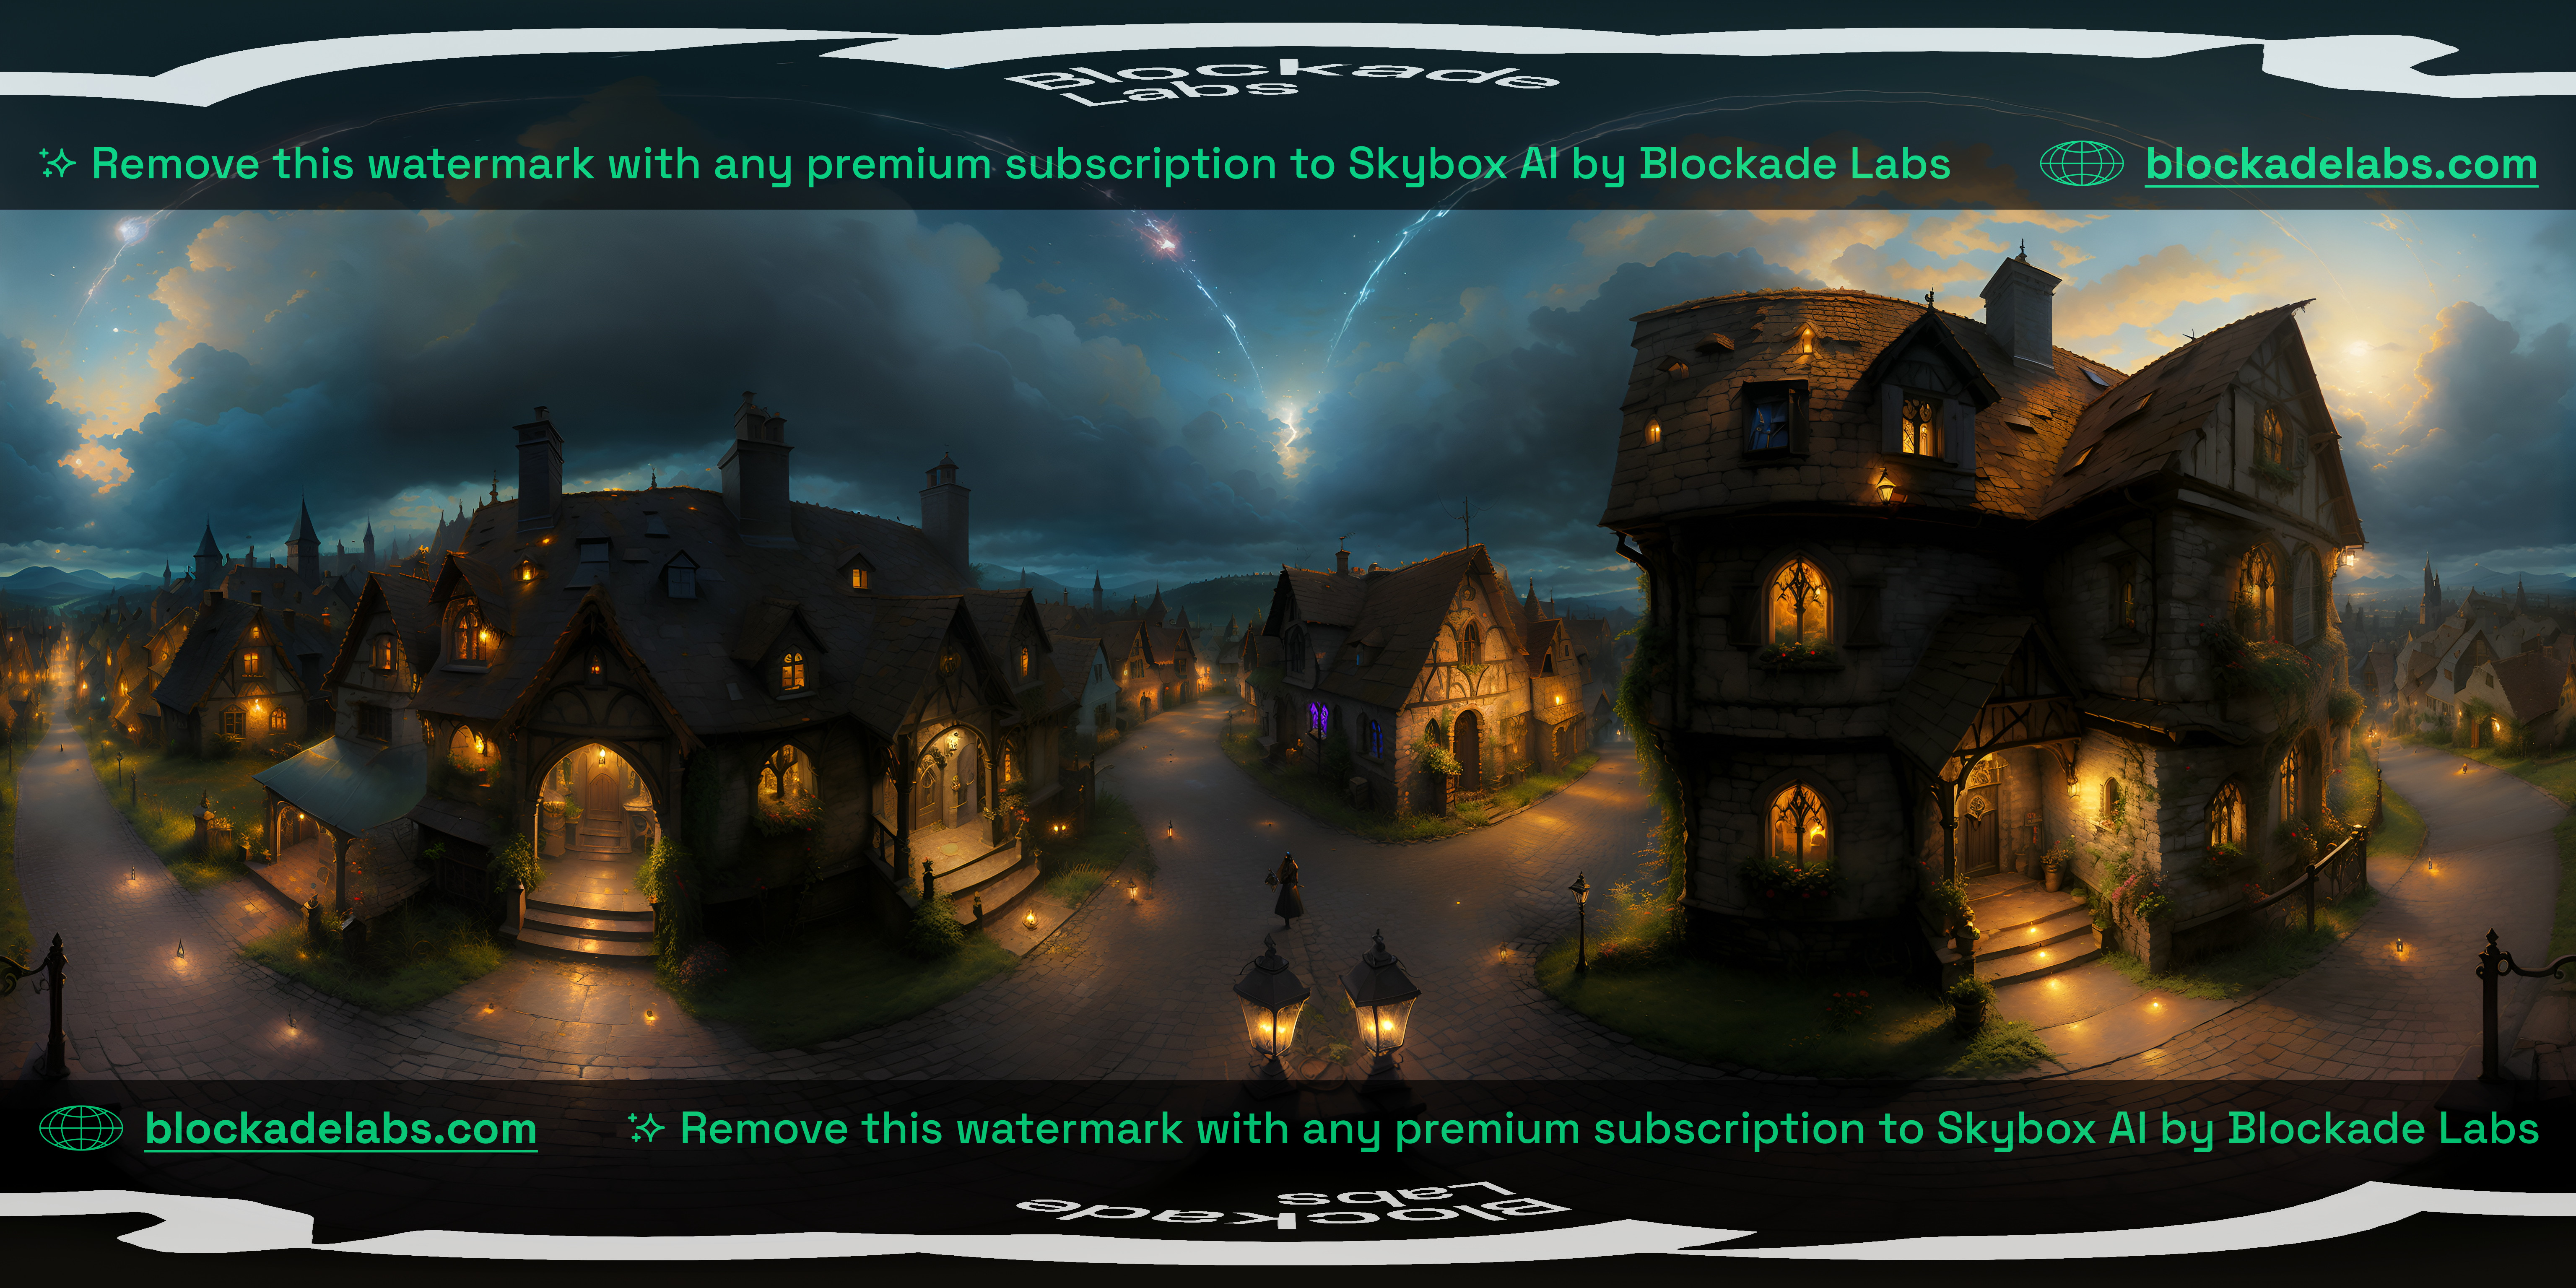 Blockade
Labs
Remove this watermark with any premium subscription to Skybox AI by Blockade Labs
blockadelabs.com
blockadelabs.com
Remove this watermark with any premium subscription to Skybox AI by Blockade Labs
Labs
Blockade